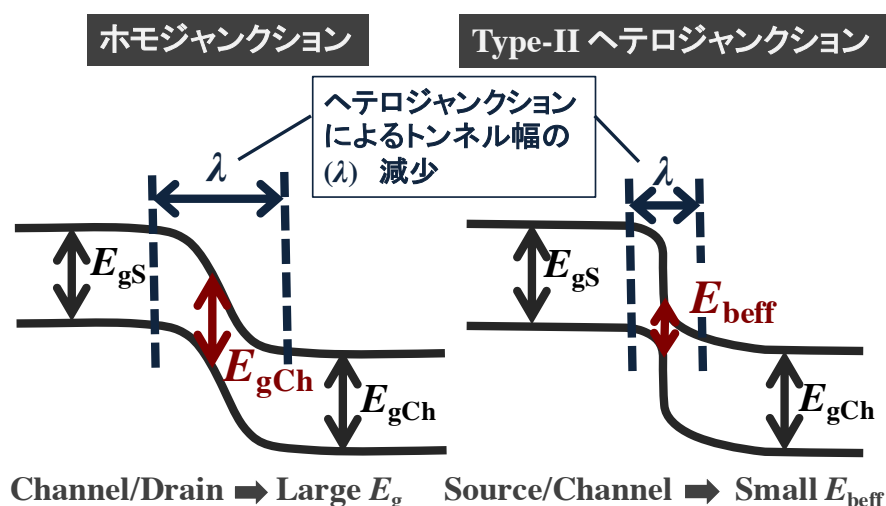 ホモジャンクション
Type-II ヘテロジャンクション
ヘテロジャンクション
によるトンネル幅の
(λ) 減少
λ
λ
EgS
EgCh
EgCh
EgS
Ebeff
EgCh
Channel/Drain ➡ Large Eg
Source/Channel ➡ Small Ebeff